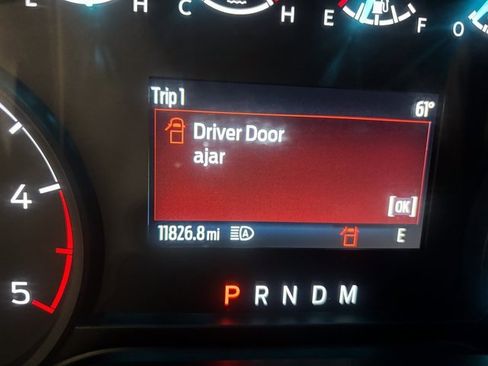 L H C H E F O
Trip 1 61°
Driver Door
ajar
[OK]
11826.8 mi A E
4
5
P R N D M